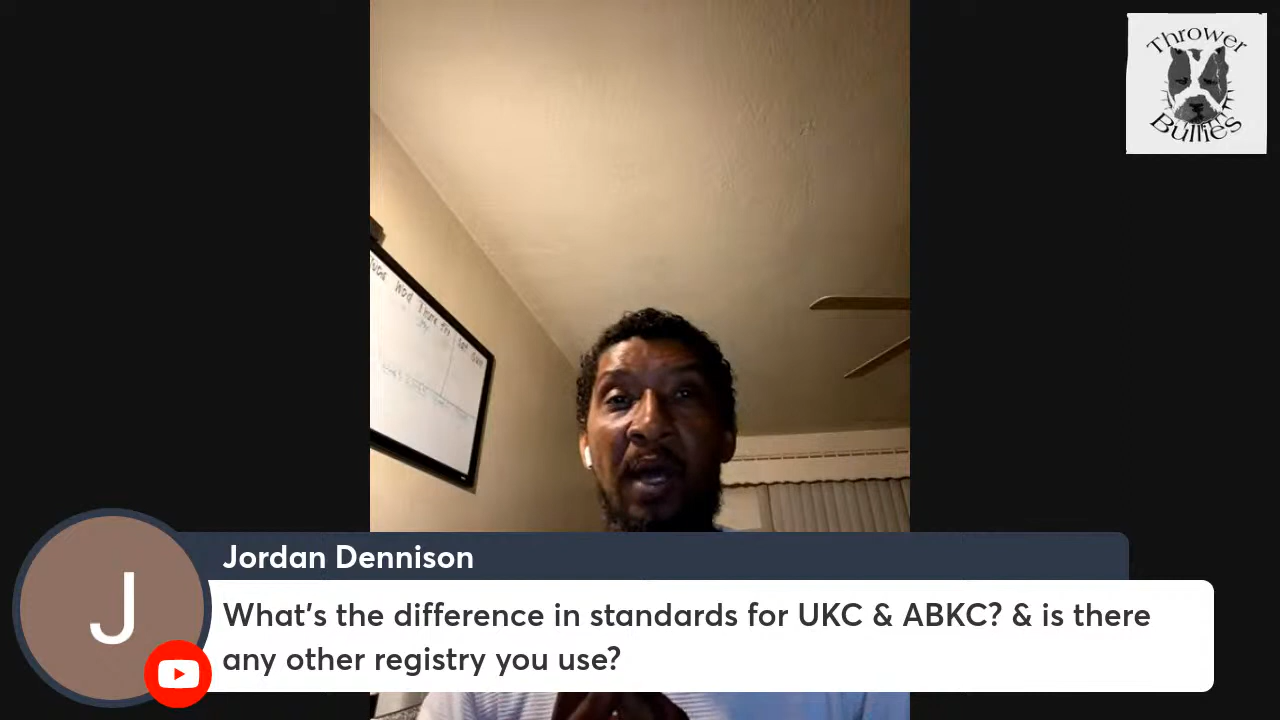 Thrower
Bullies
Jordan Dennison
What's the difference in standards for UKC & ABKC? & is there
any other registry you use?
J